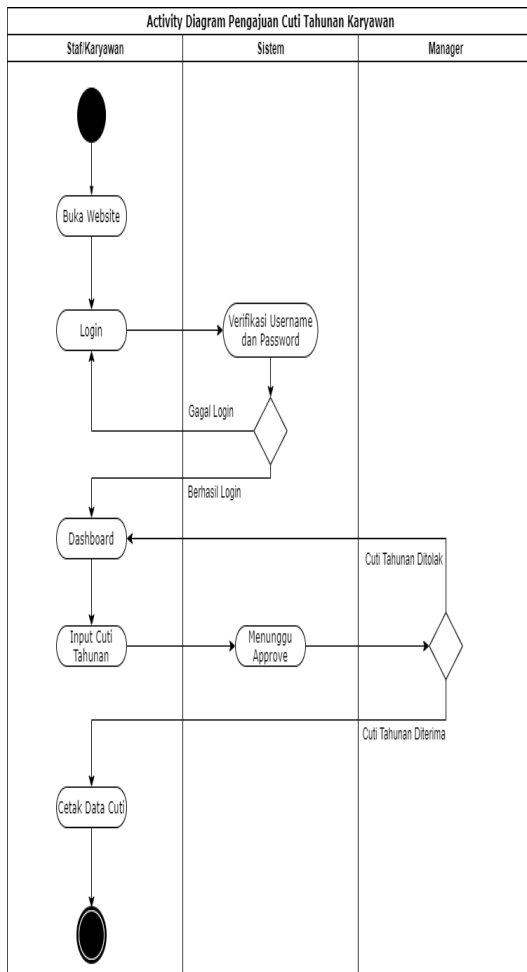 Activity Diagram Pengajuan Cuti Tahunan Karyawan
Staf/Karyawan
Sistem
Manager
Buka Website
Login
Verifikasi Username
dan Password
Gagal Login
Berhasil Login
Dashboard
Cuti Tahunan Ditolak
Input Cuti
Tahunan
Menunggu
Approve
Cuti Tahunan Diterima
Cetak Data Cuti